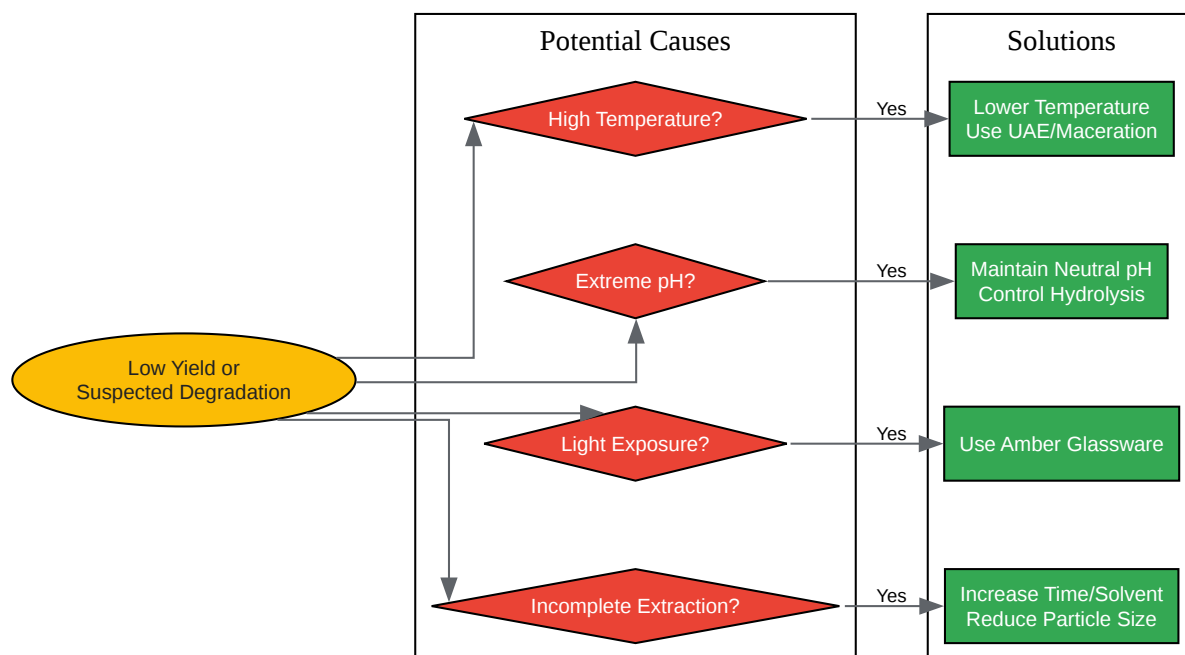 Potential Causes
Solutions
High Temperature?
Yes
Lower Temperature
Use UAE/Maceration
Extreme pH?
Yes
Maintain Neutral pH
Control Hydrolysis
Low Yield or
Suspected Degradation
Light Exposure?
Yes
Use Amber Glassware
Incomplete Extraction?
Yes
Increase Time/Solvent
Reduce Particle Size